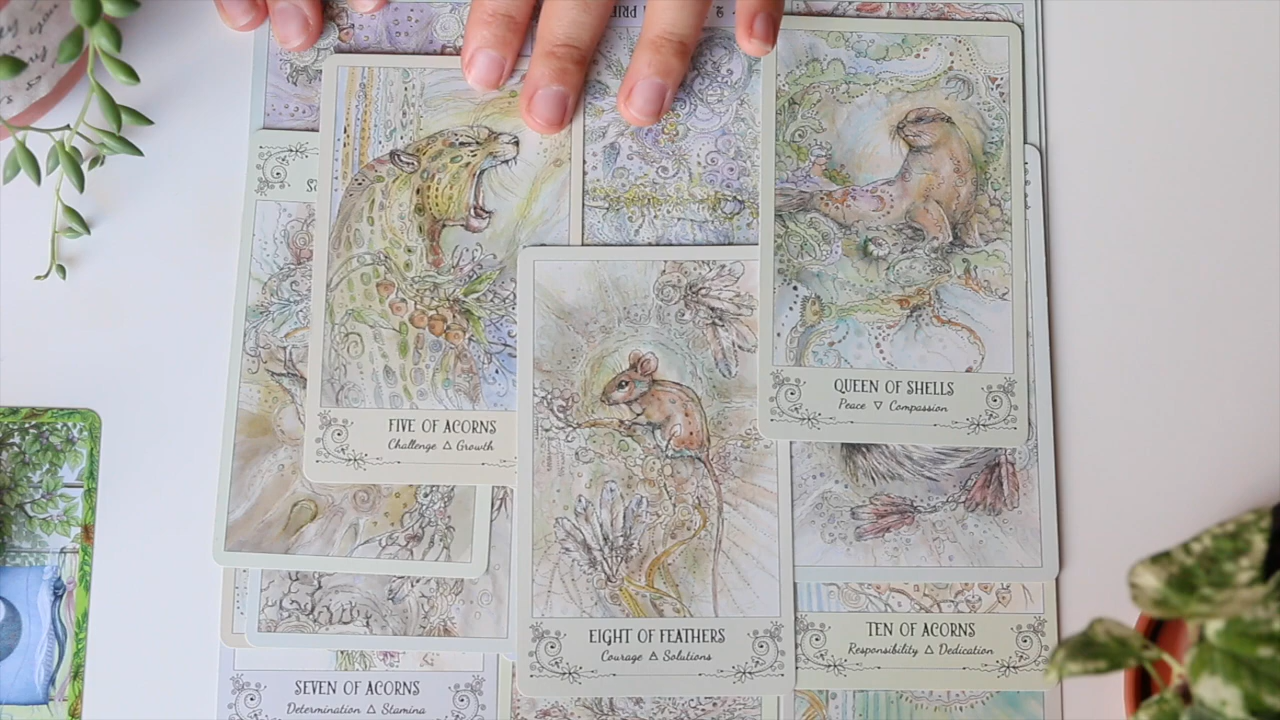 FIVE OF ACORNS
Challenge △ Growth
QUEEN OF SHELLS
Peace ▽ Compassion
EIGHT OF FEATHERS
Courage △ Solutions
TEN OF ACORNS
Responsibility △ Dedication
SEVEN OF ACORNS
Determination △ Stamina